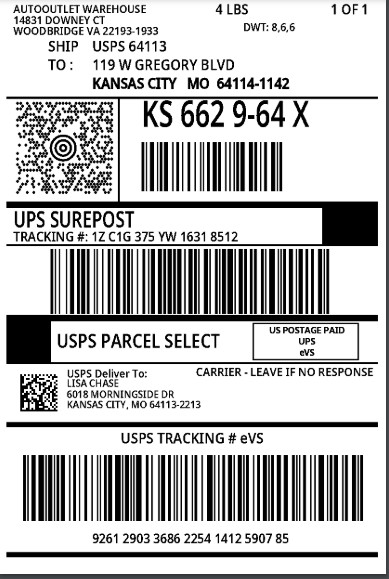 AUTOOUTLET WAREHOUSE 4 LBS 1 OF 1
14831 DOWNEY CT
WOODBRIDGE VA 22193-1933 DWT: 8,6,6
SHIP USPS 64113
TO : 119 W GREGORY BLVD
KANSAS CITY MO 64114-1142
KS 662 9-64 X
UPS SUREPOST
TRACKING #: 1Z C1G 375 YW 1631 8512
USPS PARCEL SELECT
US POSTAGE PAID
UPS
eVS
CARRIER - LEAVE IF NO RESPONSE
USPS Deliver To:
LISA CHASE
6018 MORNINGSIDE DR
KANSAS CITY, MO 64113-2213
USPS TRACKING # eVS
9261 2903 3686 2254 1412 5907 85